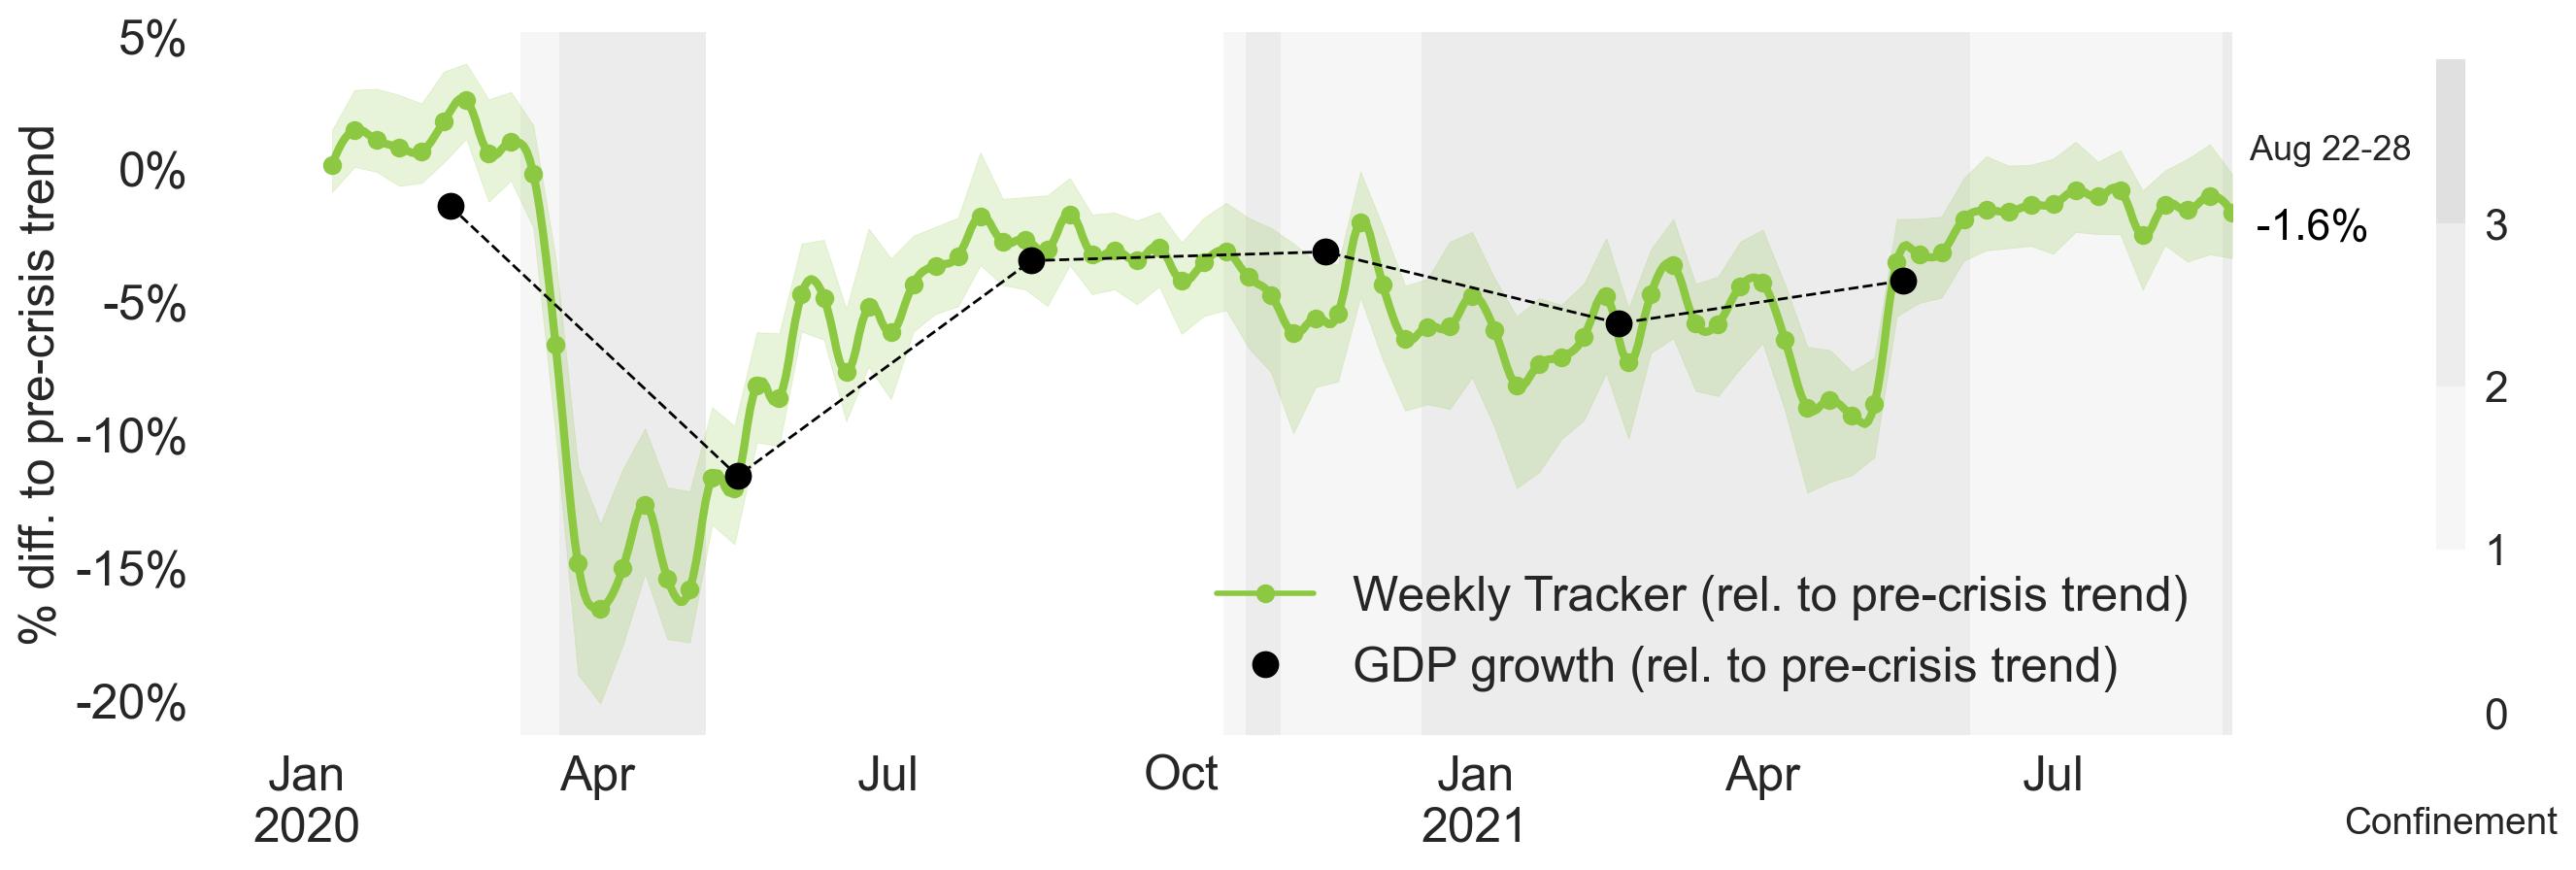 % diff. to pre-crisis trend
5%
0%
-5%
-10%
-15%
-20%
Jan
2020
Apr
Jul
Oct
Jan
2021
Apr
Jul
Weekly Tracker (rel. to pre-crisis trend)
GDP growth (rel. to pre-crisis trend)
Aug 22-28
-1.6%
3
2
1
0
Confinement